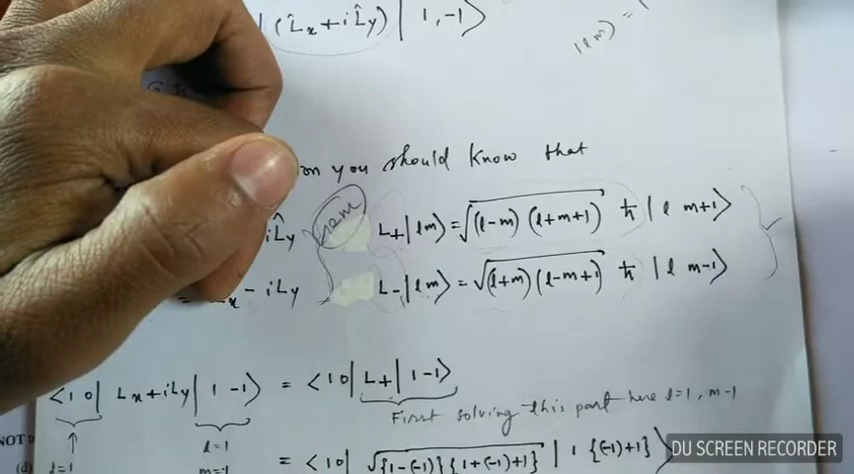 (L̂x + iL̂y) | 1, -1⟩
you should know that
iL̂y L+|lm⟩ = √(l-m)(l+m+1) ħ | l m+1⟩
- iLy L-|lm⟩ = √(l+m)(l-m+1) ħ | l m-1⟩
⟨1 0| Lx+iLy | 1 -1⟩ = ⟨1 0| L+ | 1 -1⟩
First solving this part here l=1, m-1
l=1
l=1
m=-1
= ⟨1 0| √{1-(-1)}{1+(-1)+1} | 1 {(-1)+1}⟩
(d)
DU SCREEN RECORDER